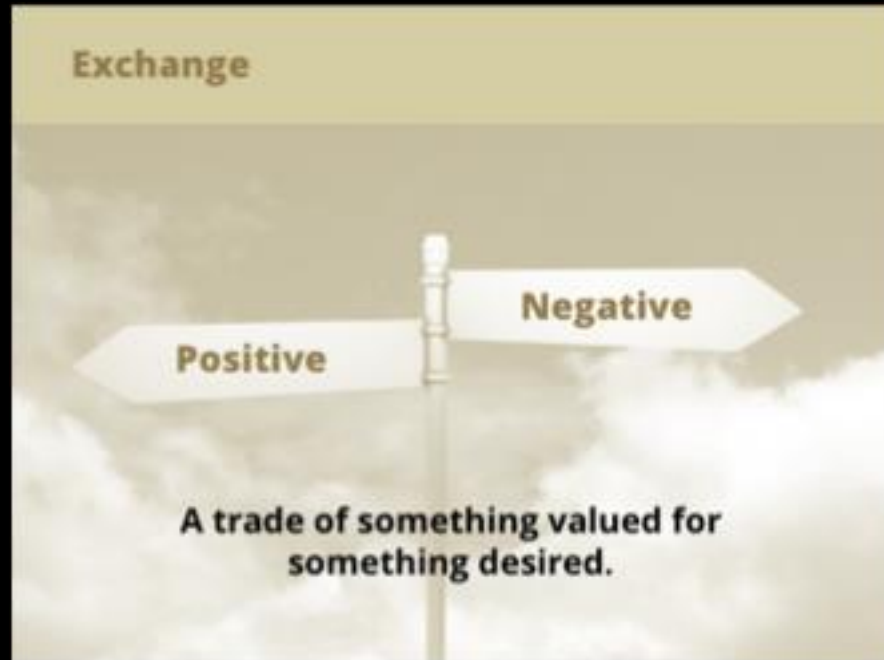 Exchange
Negative
Positive
A trade of something valued for
something desired.